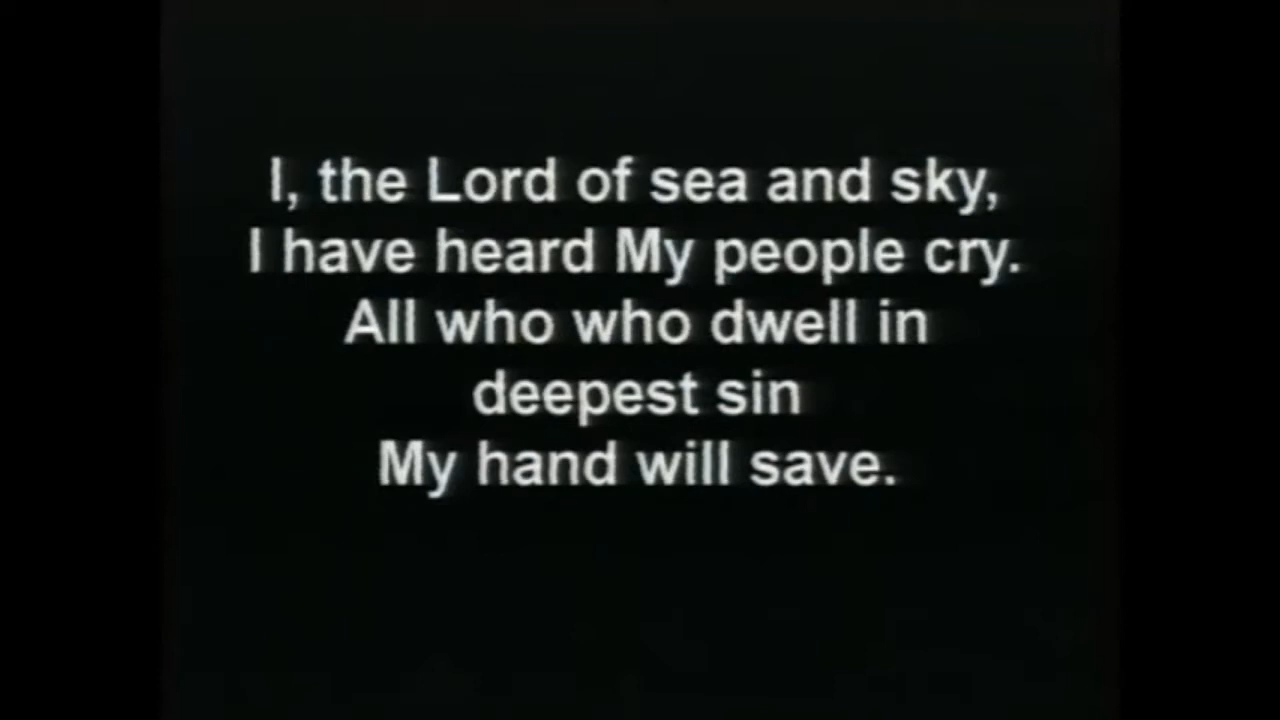 I, the Lord of sea and sky,
I have heard My people cry.
All who who dwell in
deepest sin
My hand will save.